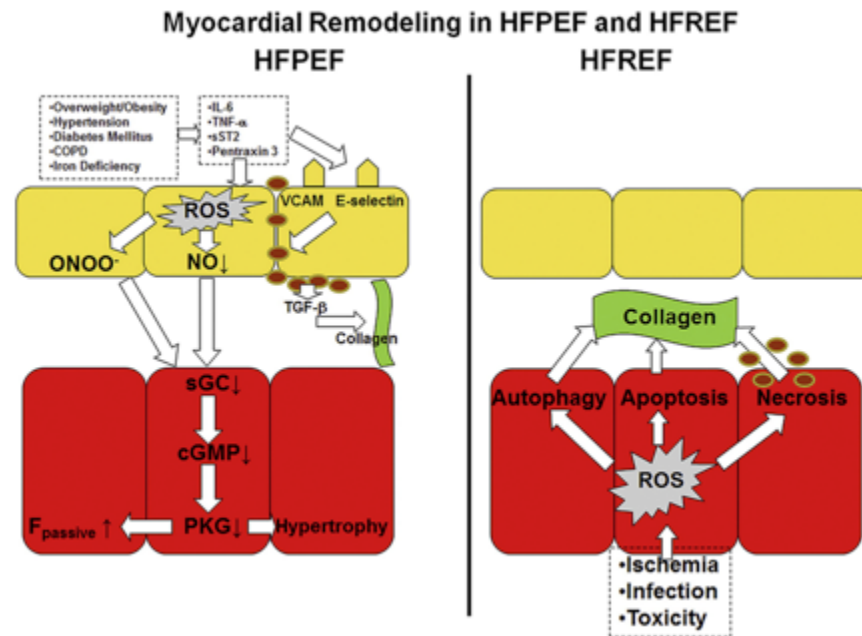 Myocardial Remodeling in HFPEF and HFREF
HFPEF
•Overweight/Obesity
•Hypertension
•Diabetes Mellitus
•COPD
•Iron Deficiency
•IL-6
•TNF-α
•sST2
•Pentraxin 3
VCAM
E-selectin
ROS
ONOO-
NO↓
TGF-β
Collagen
sGC↓
cGMP↓
Fpassive ↑
PKG↓
Hypertrophy
HFREF
Collagen
Autophagy
Apoptosis
Necrosis
ROS
•Ischemia
•Infection
•Toxicity